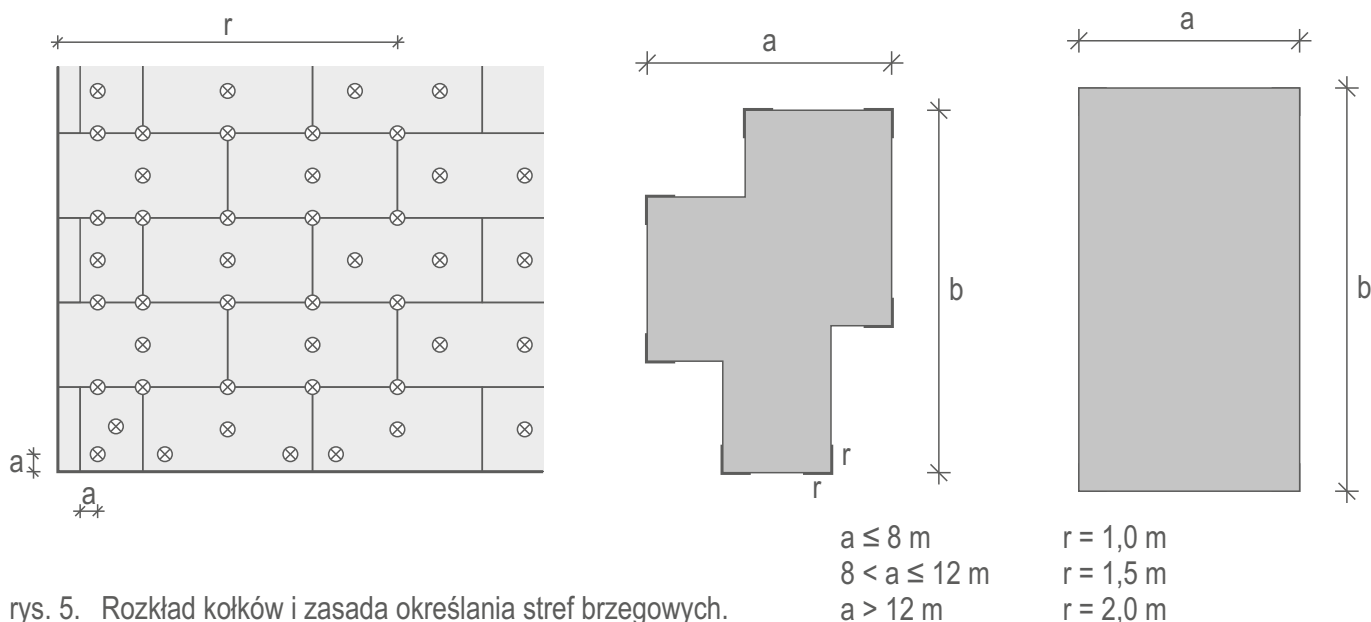 r
a
a
a
b
r
r
a
b
a ≤ 8 m r = 1,0 m
8 < a ≤ 12 m r = 1,5 m
a > 12 m r = 2,0 m
rys. 5. Rozkład kołków i zasada określania stref brzegowych.